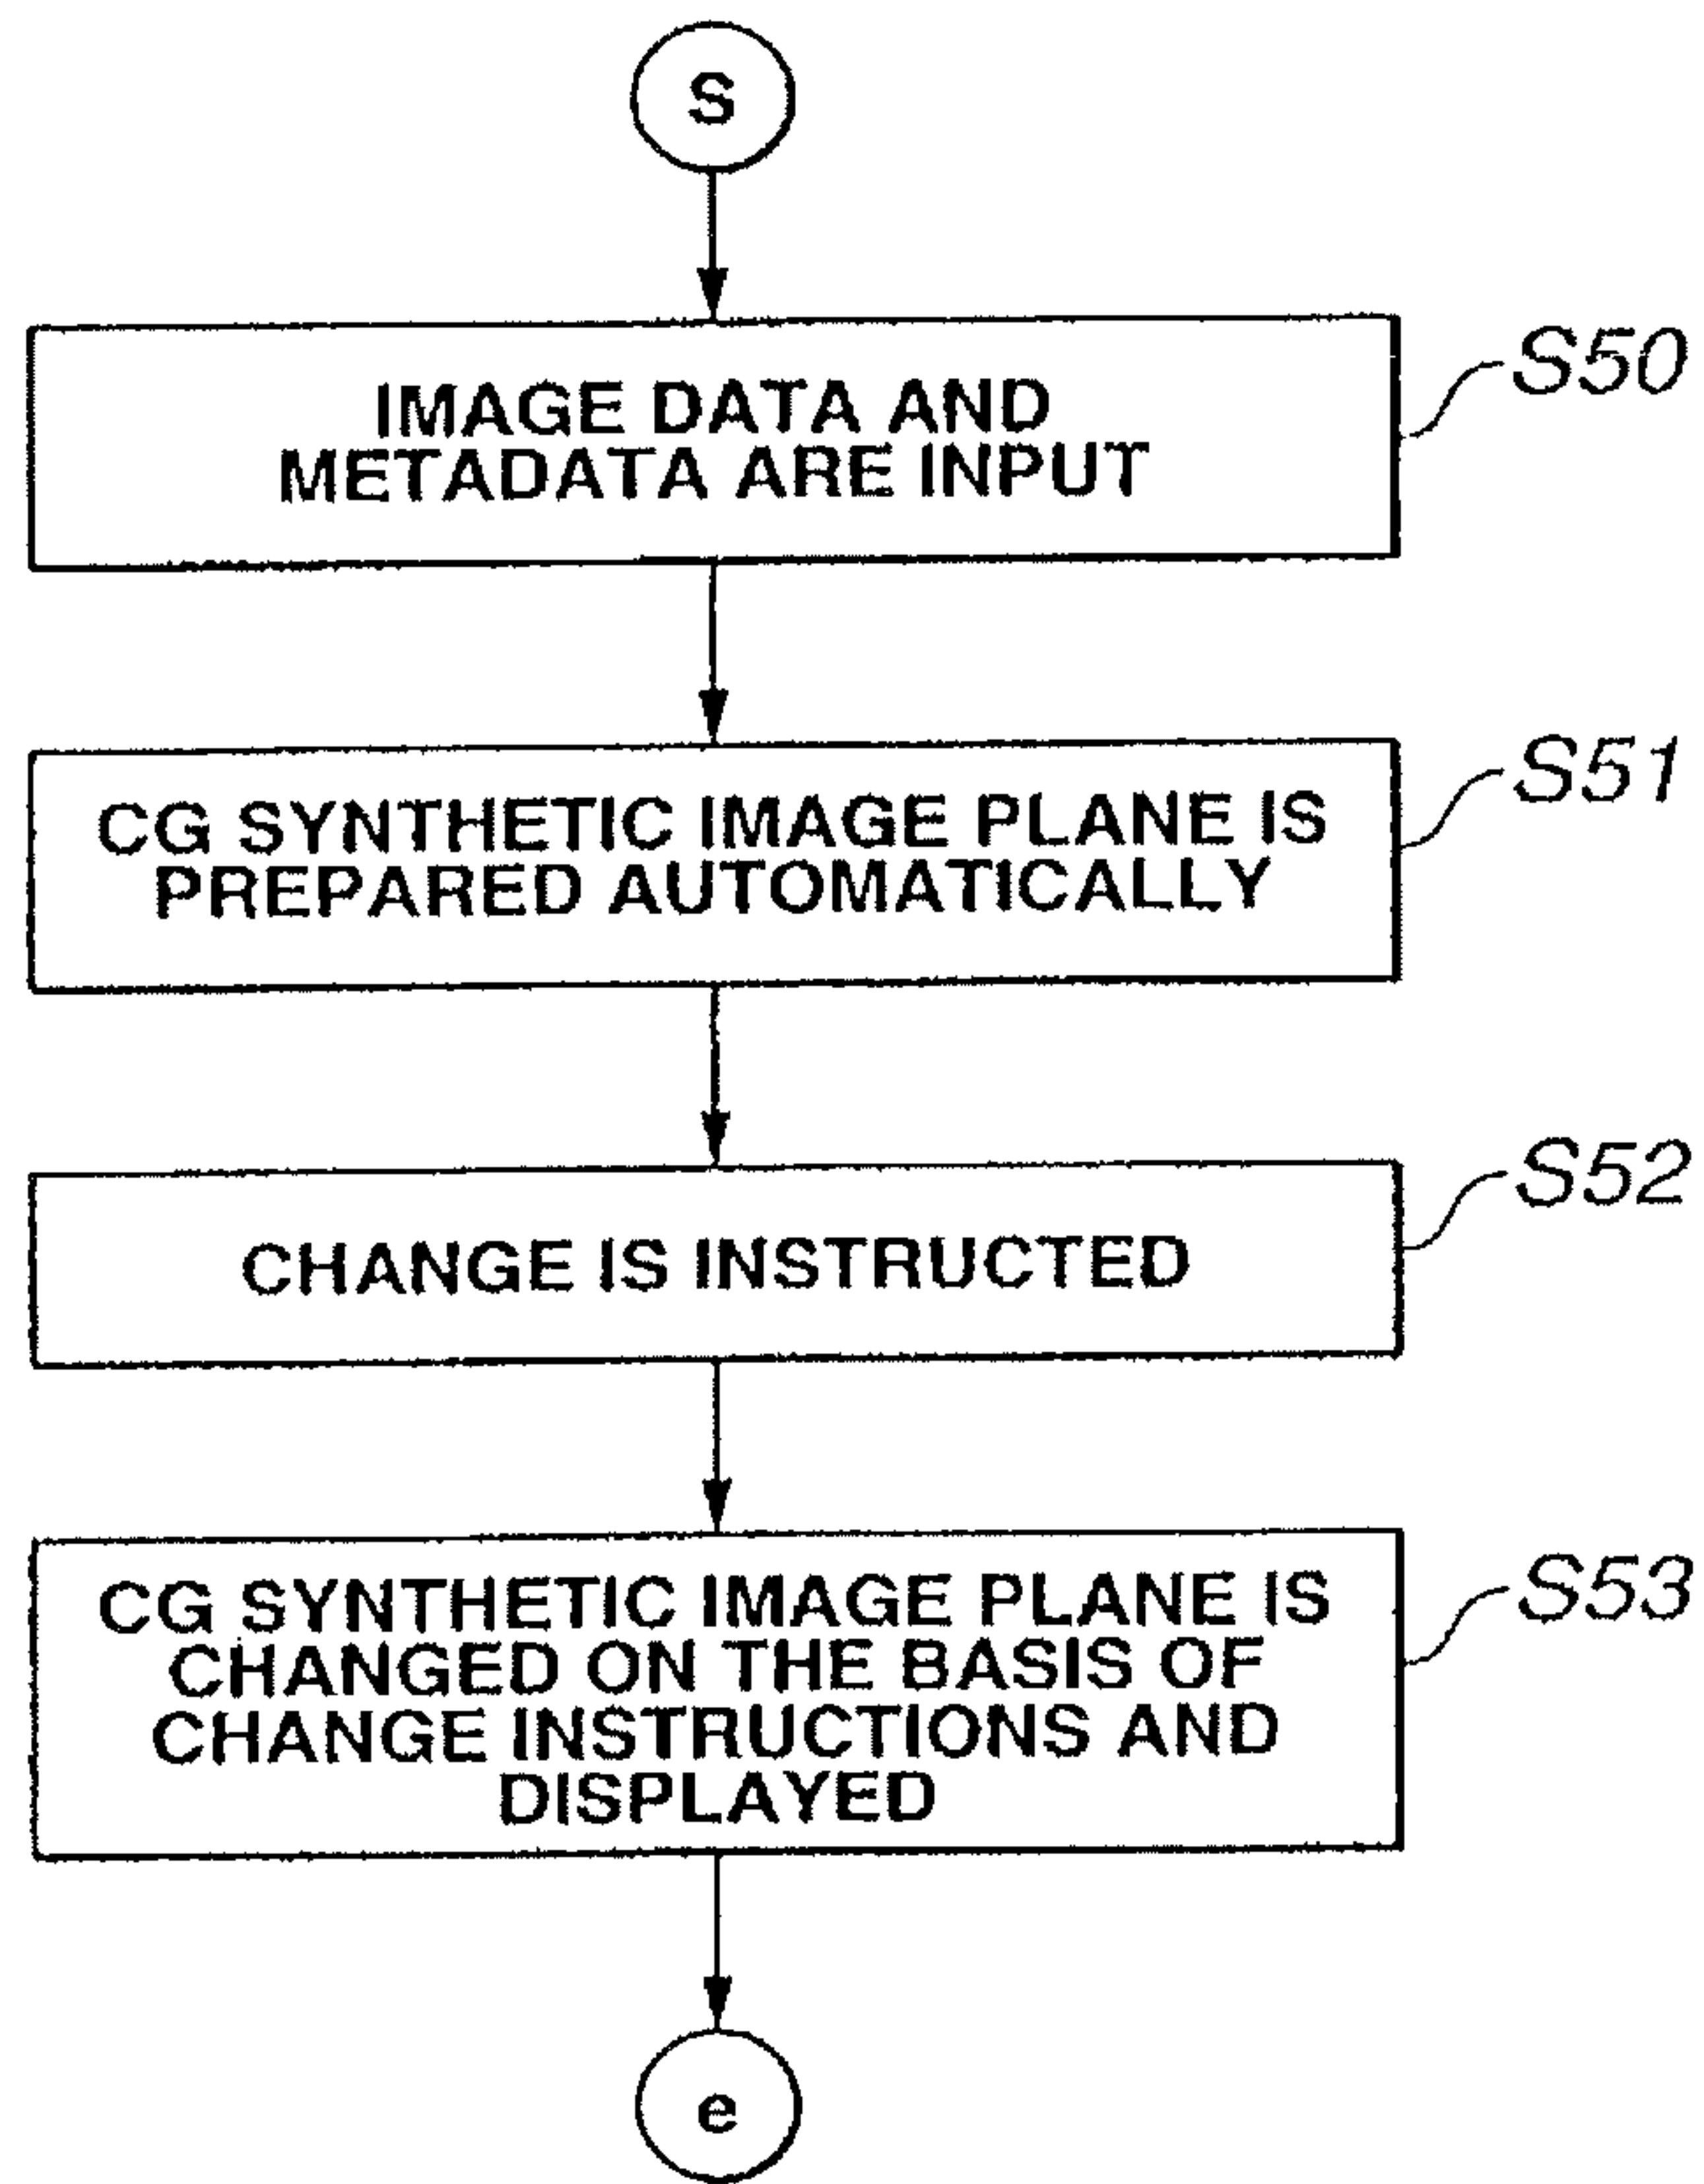 S
IMAGE DATA AND
METADATA ARE INPUT
S50
CG SYNTHETIC IMAGE PLANE IS
PREPARED AUTOMATICALLY
S51
CHANGE IS INSTRUCTED
S52
CG SYNTHETIC IMAGE PLANE IS
CHANGED ON THE BASIS OF
CHANGE INSTRUCTIONS AND
DISPLAYED
S53
e